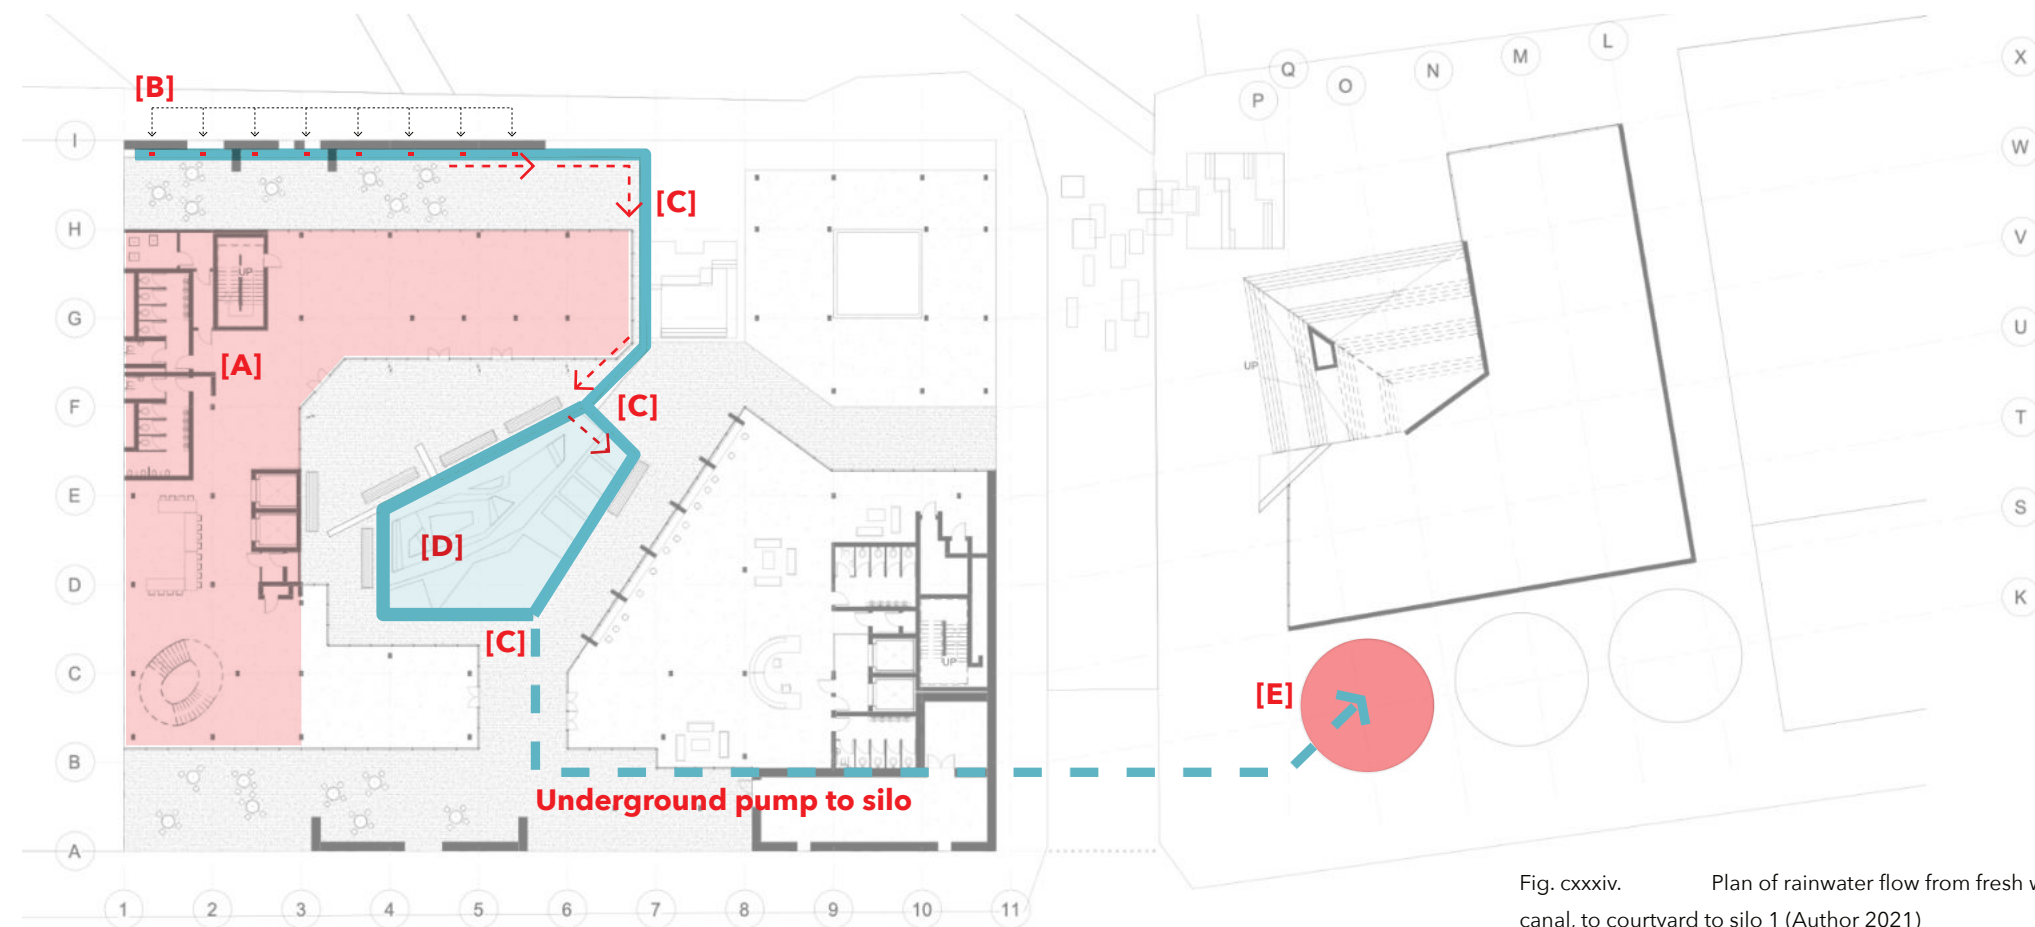 [B]
L
M
N
O
Q
P
X
I
W
[C]
H
V
UP
G
U
[A]
UP
F
[C]
T
E
S
[D]
D
K
[C]
C
UP
[E]
B
Underground pump to silo
A
Fig. cxxxiv. Plan of rainwater flow from fresh
canal, to courtyard to silo 1 (Author 2021)
1 2 3 4 5 6 7 8 9 10 11